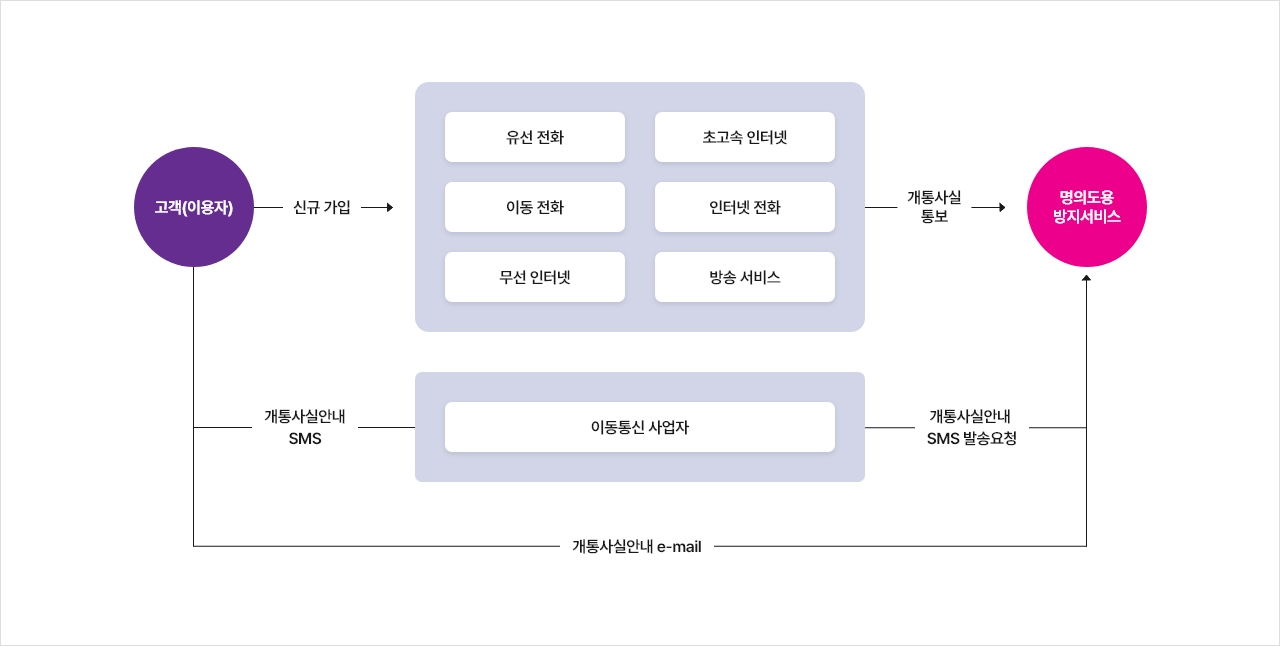 고객(이용자)
신규 가입
유선 전화
초고속 인터넷
이동 전화
인터넷 전화
무선 인터넷
방송 서비스
개통사실
통보
명의도용
방지서비스
개통사실안내
SMS
이동통신 사업자
개통사실안내
SMS 발송요청
개통사실안내 e-mail